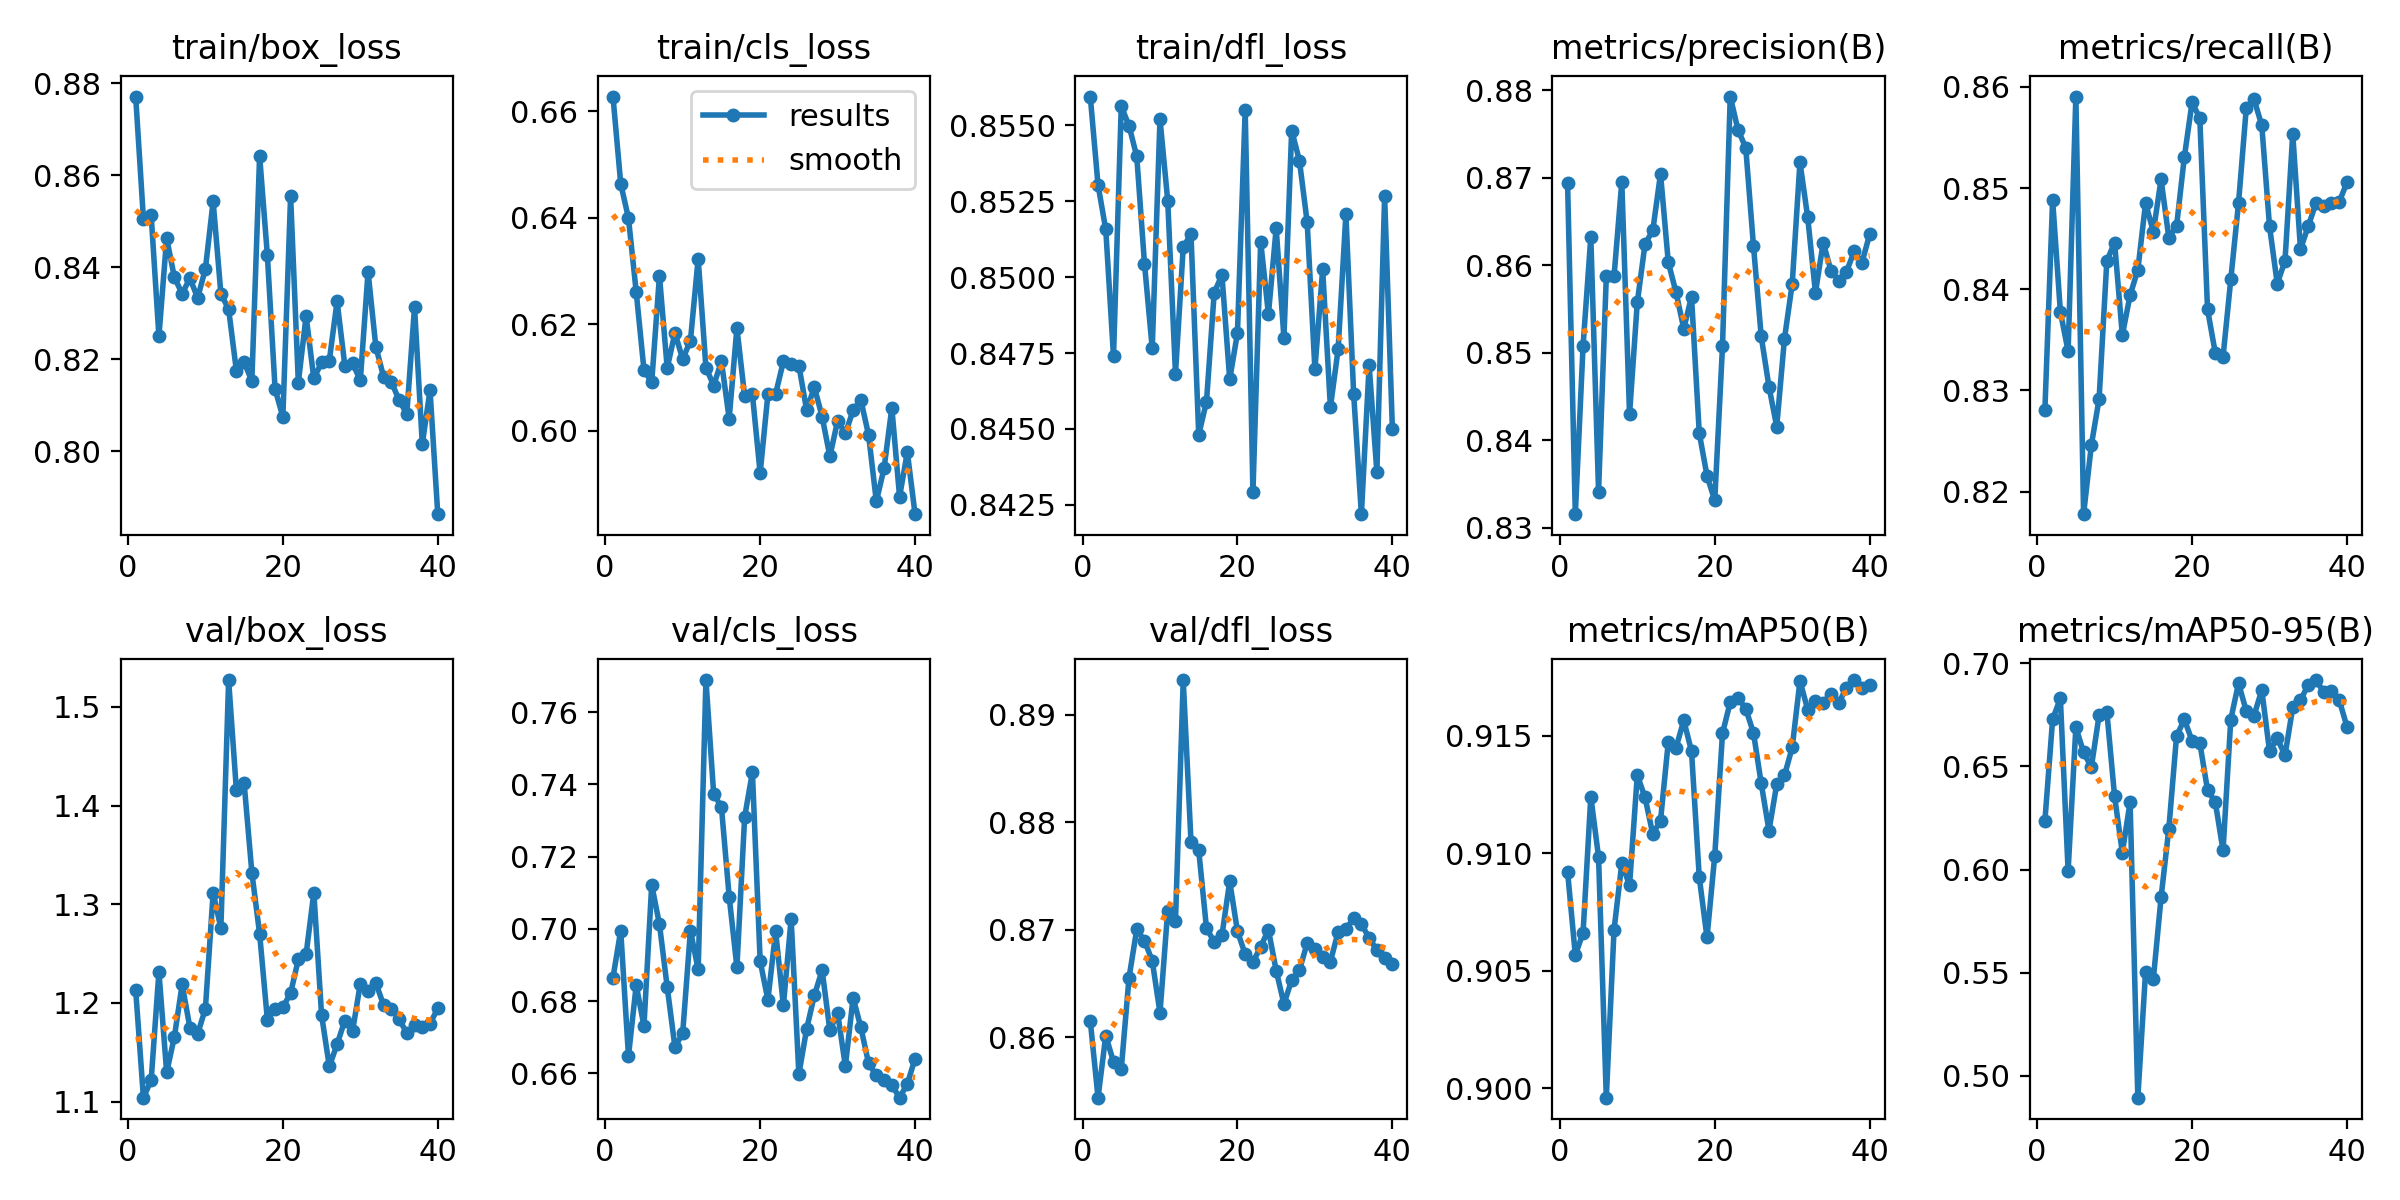 train/box_loss
0.88
0.86
0.84
0.82
0.80
0 20 40
train/cls_loss
results
smooth
0.66
0.64
0.62
0.60
0 20 40
train/dfl_loss
0.8550
0.8525
0.8500
0.8475
0.8450
0.8425
0 20 40
metrics/precision(B)
0.88
0.87
0.86
0.85
0.84
0.83
0 20 40
metrics/recall(B)
0.86
0.85
0.84
0.83
0.82
0 20 40
val/box_loss
1.5
1.4
1.3
1.2
1.1
0 20 40
val/cls_loss
0.76
0.74
0.72
0.70
0.68
0.66
0 20 40
val/dfl_loss
0.89
0.88
0.87
0.86
0 20 40
metrics/mAP50(B)
0.915
0.910
0.905
0.900
0 20 40
metrics/mAP50-95(B)
0.70
0.65
0.60
0.55
0.50
0 20 40